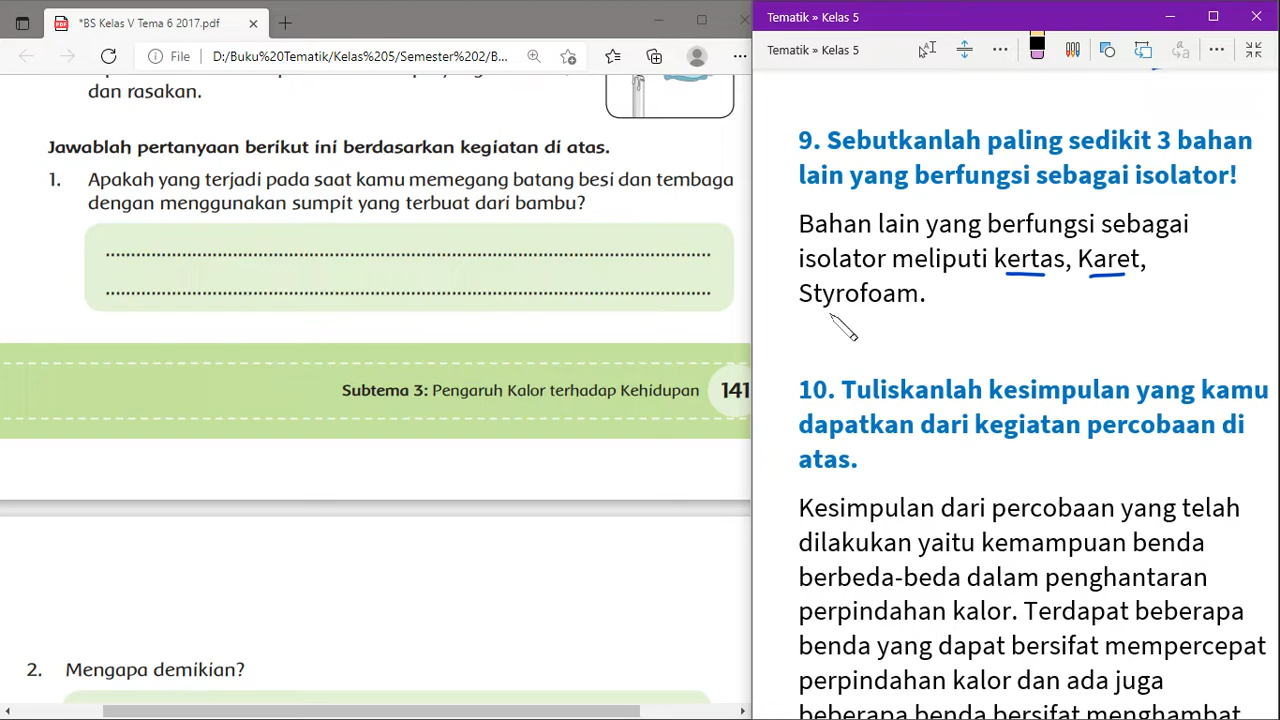 *BS Kelas V Tema 6 2017.pdf
File
D:/Buku%20Tematik/Kelas%205/Semester%202/B...
dan rasakan.
Jawablah pertanyaan berikut ini berdasarkan kegiatan di atas.
1. Apakah yang terjadi pada saat kamu memegang batang besi dan tembaga
dengan menggunakan sumpit yang terbuat dari bambu?
Subtema 3: Pengaruh Kalor terhadap Kehidupan 141
2. Mengapa demikian?
Tematik » Kelas 5
Tematik » Kelas 5
9. Sebutkanlah paling sedikit 3 bahan
lain yang berfungsi sebagai isolator!
Bahan lain yang berfungsi sebagai
isolator meliputi kertas, Karet,
Styrofoam.
10. Tuliskanlah kesimpulan yang kamu
dapatkan dari kegiatan percobaan di
atas.
Kesimpulan dari percobaan yang telah
dilakukan yaitu kemampuan benda
berbeda-beda dalam penghantaran
perpindahan kalor. Terdapat beberapa
benda yang dapat bersifat mempercepat
perpindahan kalor dan ada juga
beberapa benda bersifat menghambat